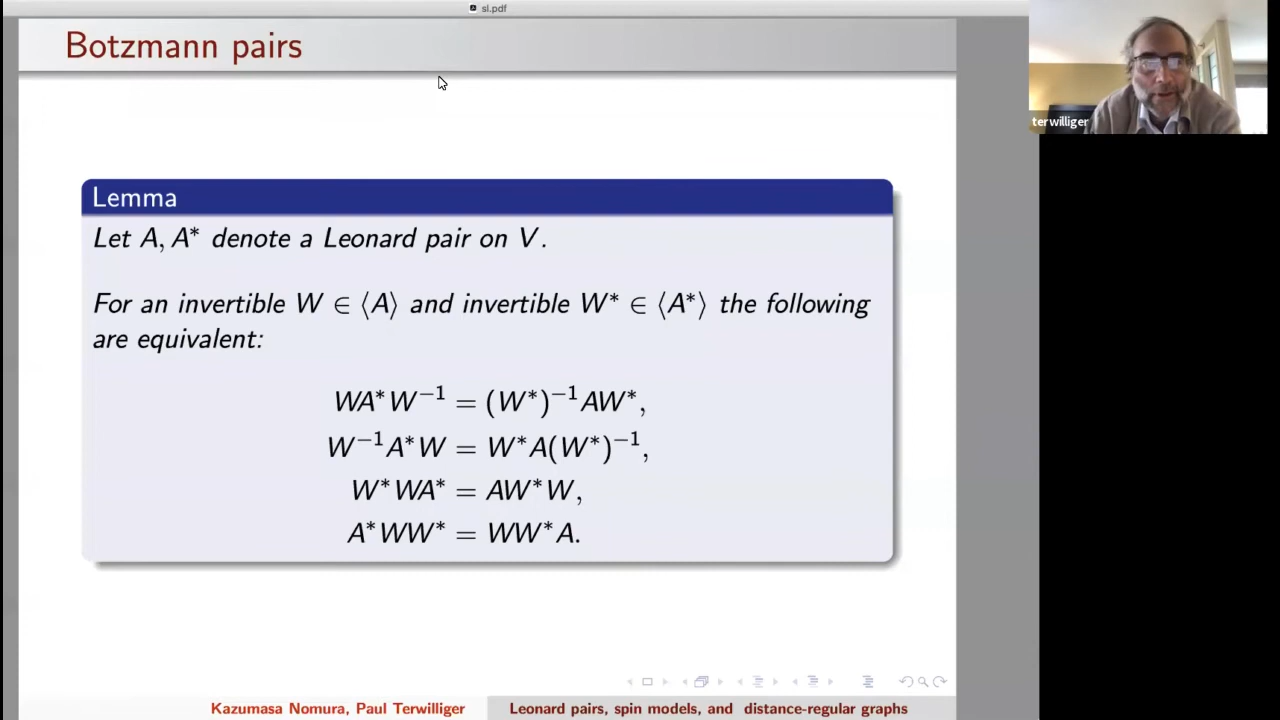 sl.pdf
Botzmann pairs
terwilliger
Lemma
Let A, A* denote a Leonard pair on V.
For an invertible W ∈ ⟨A⟩ and invertible W* ∈ ⟨A*⟩ the following
are equivalent:
WA*W⁻¹ = (W*)⁻¹AW*,
W⁻¹A*W = W*A(W*)⁻¹,
W*WA* = AW*W,
A*WW* = WW*A.
Kazumasa Nomura, Paul Terwilliger
Leonard pairs, spin models, and distance-regular graphs